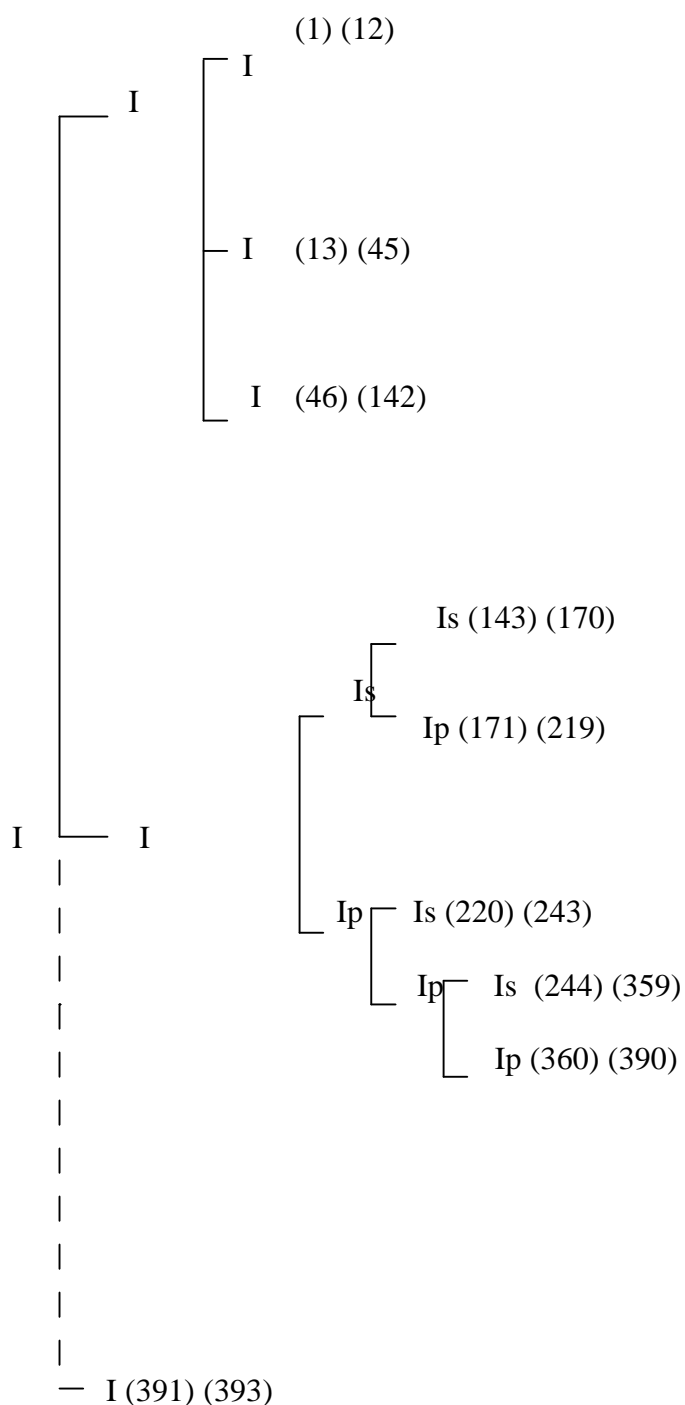 (1) (12)
I
I
I (13) (45)
I (46) (142)
Is (143) (170)
Is
Ip (171) (219)
I I
Ip Is (220) (243)
Ip Is (244) (359)
Ip (360) (390)
I (391) (393)